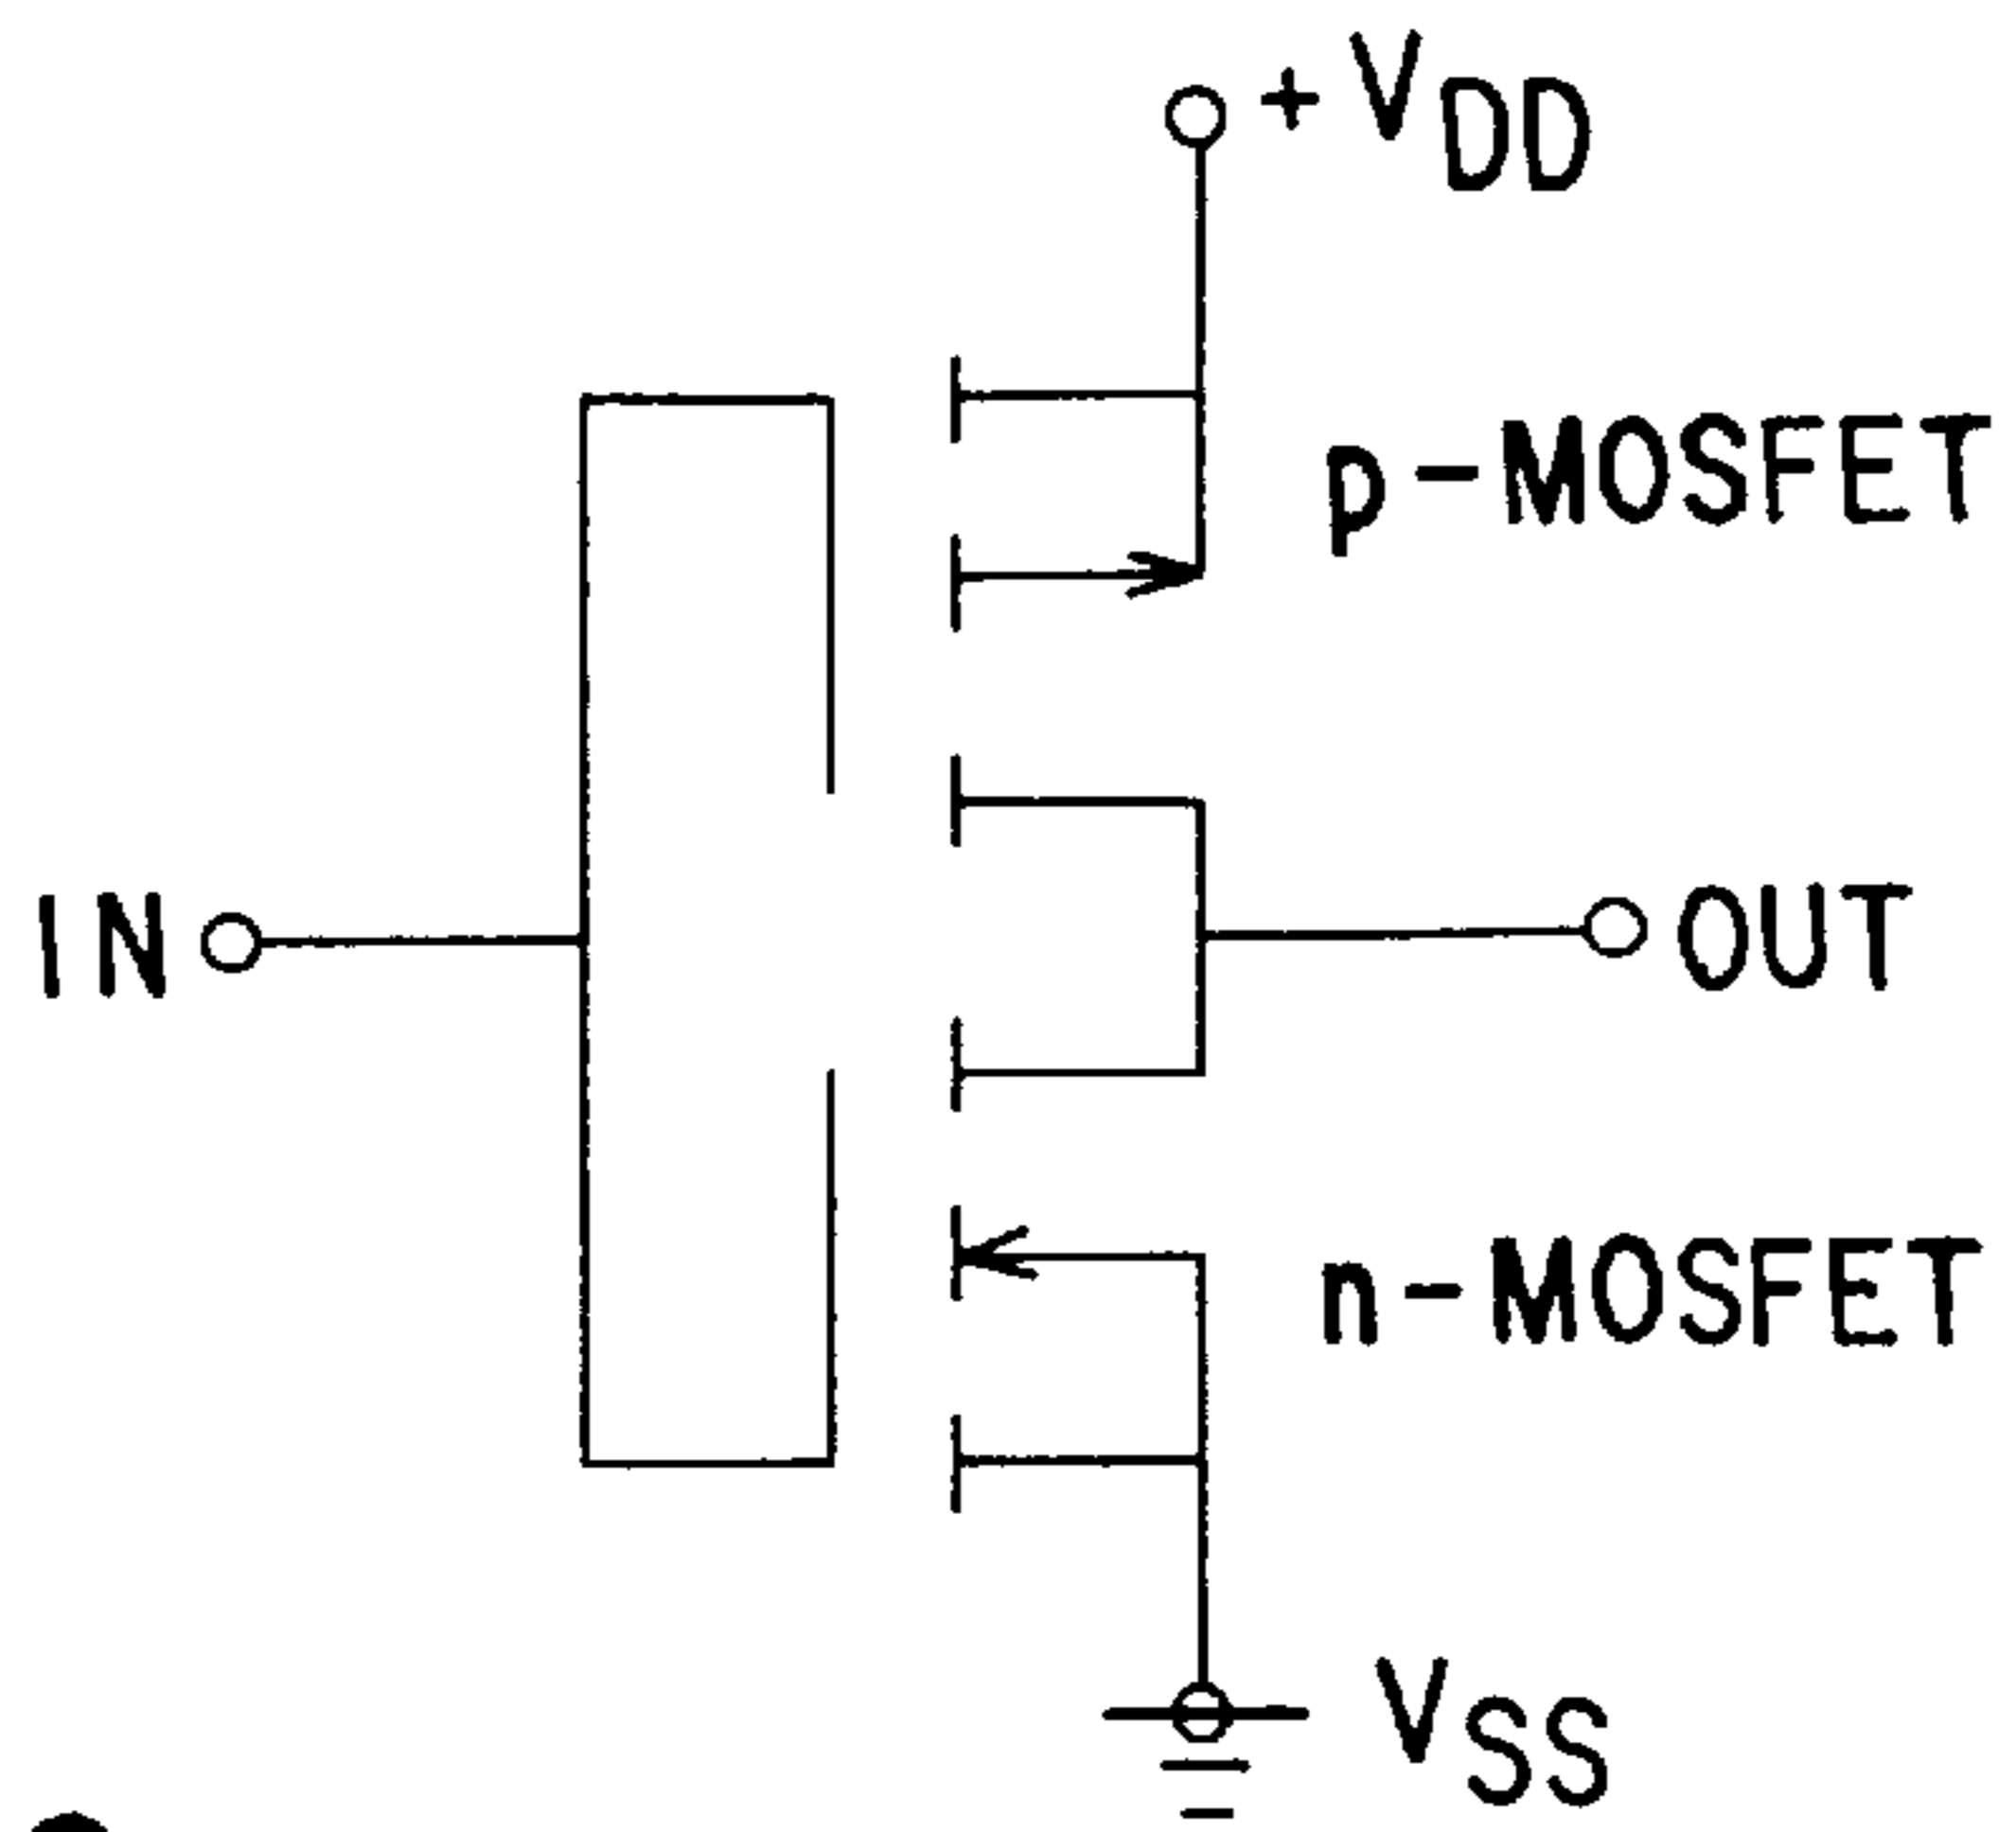 +VDD
p-MOSFET
IN
OUT
n-MOSFET
VSS